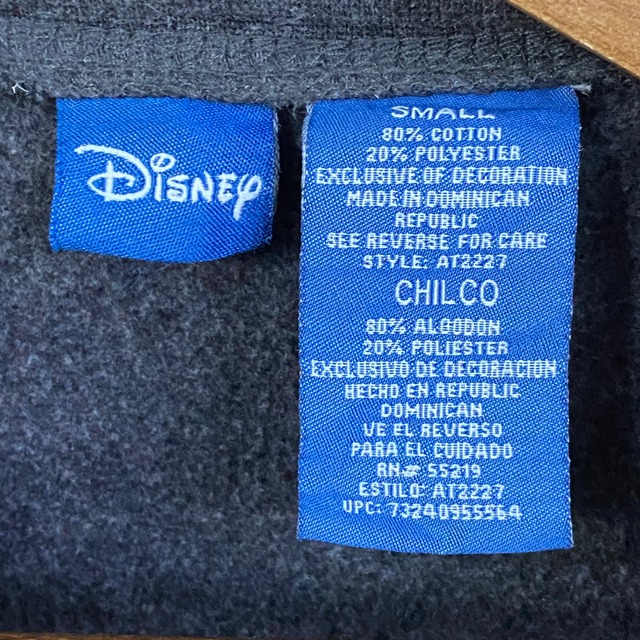 Disney
SMALL
80% COTTON
20% POLYESTER
EXCLUSIVE OF DECORATION
MADE IN DOMINICAN
REPUBLIC
SEE REVERSE FOR CARE
STYLE: AT2227
CHILCO
80% ALGODON
20% POLIESTER
EXCLUSIVO DE DECORACION
HECHO EN REPUBLIC
DOMINICAN
VE EL REVERSO
PARA EL CUIDADO
RN# 55219
ESTILO: AT2227
UPC: 73240955564